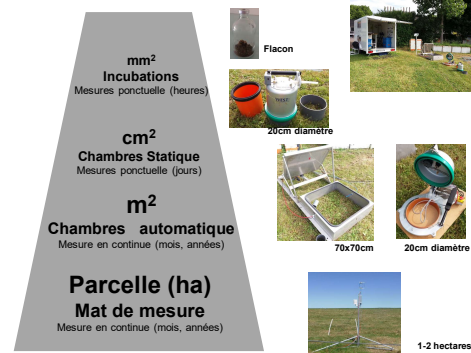 mm²
Incubations
Mesures ponctuelle (heures)
Flacon
20cm diamètre
cm²
Chambres Statique
Mesures ponctuelle (jours)
m²
Chambres automatique
Mesure en continue (mois, années)
70x70cm
20cm diamètre
Parcelle (ha)
Mat de mesure
Mesure en continue (mois, années)
1-2 hectares